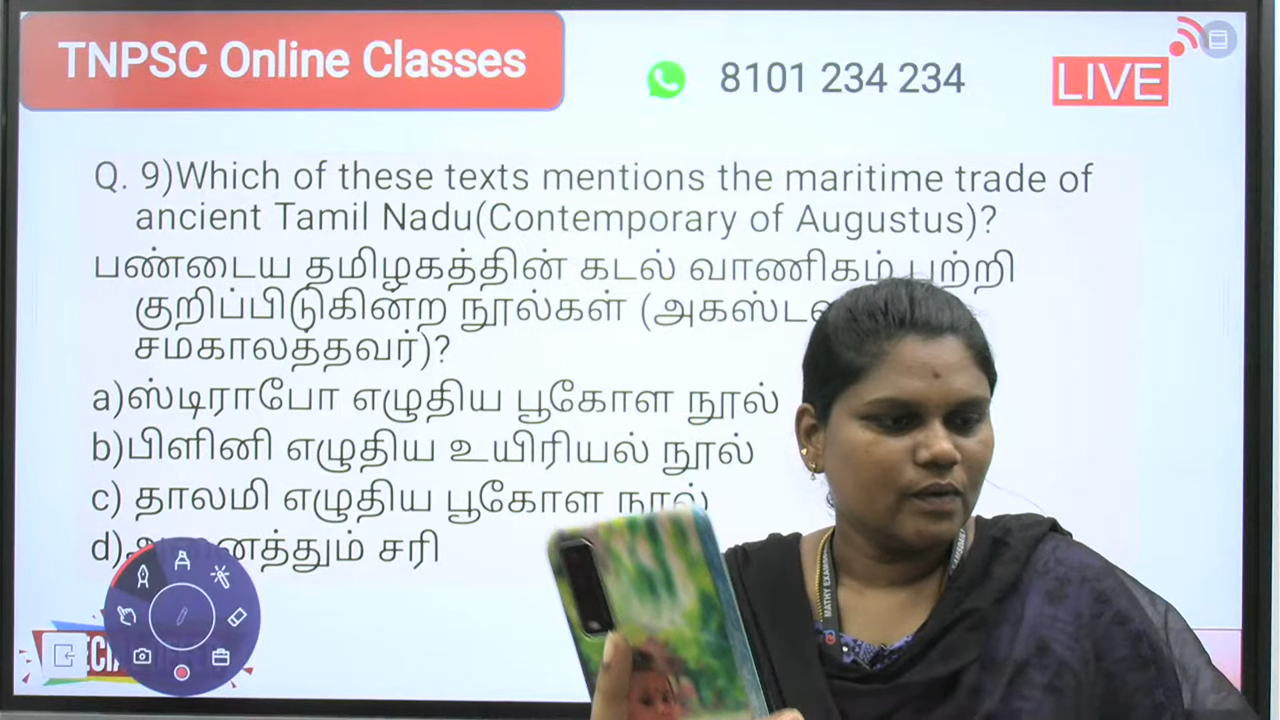 TNPSC Online Classes
8101 234 234
LIVE
Q. 9)Which of these texts mentions the maritime trade of
ancient Tamil Nadu(Contemporary of Augustus)?
பண்டைய தமிழகத்தின் கடல் வாணிகம் பற்றி
குறிப்பிடுகின்ற நூல்கள்
சமகாலத்தவர்)?
a)ஸ்டிராபோ எழுதிய பூகோள நூல்
b)பிளினி எழுதிய உயிரியல் நூல்
c) தாலமி எழுதிய பூகோள நூல்
d) சரி
MATHY EXAM